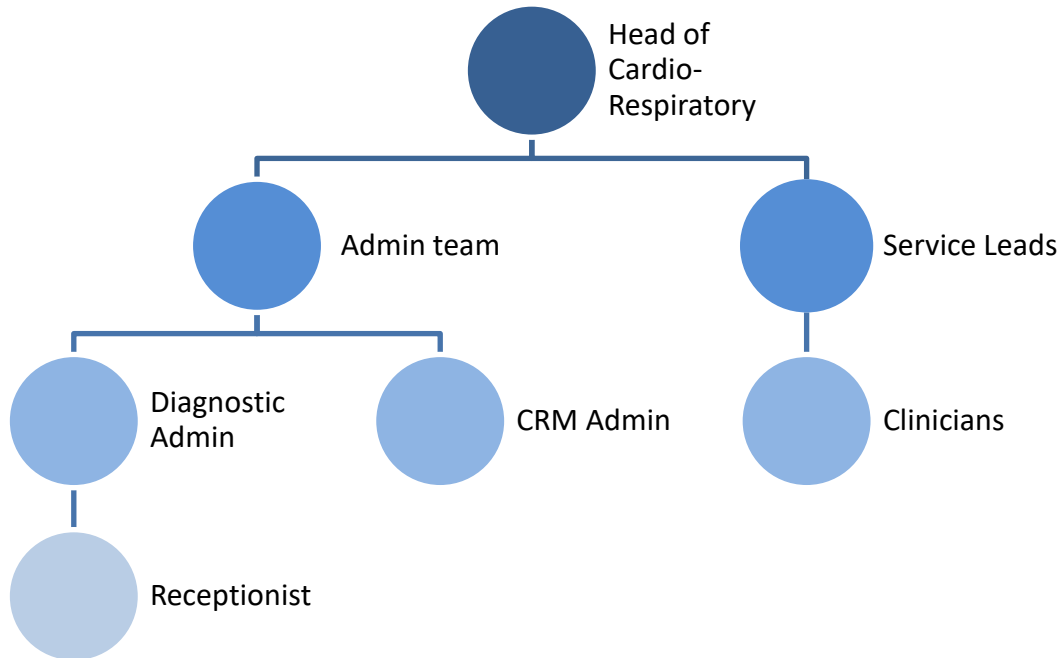 Head of
Cardio-
Respiratory
Admin team
Service Leads
Diagnostic
Admin
CRM Admin
Clinicians
Receptionist